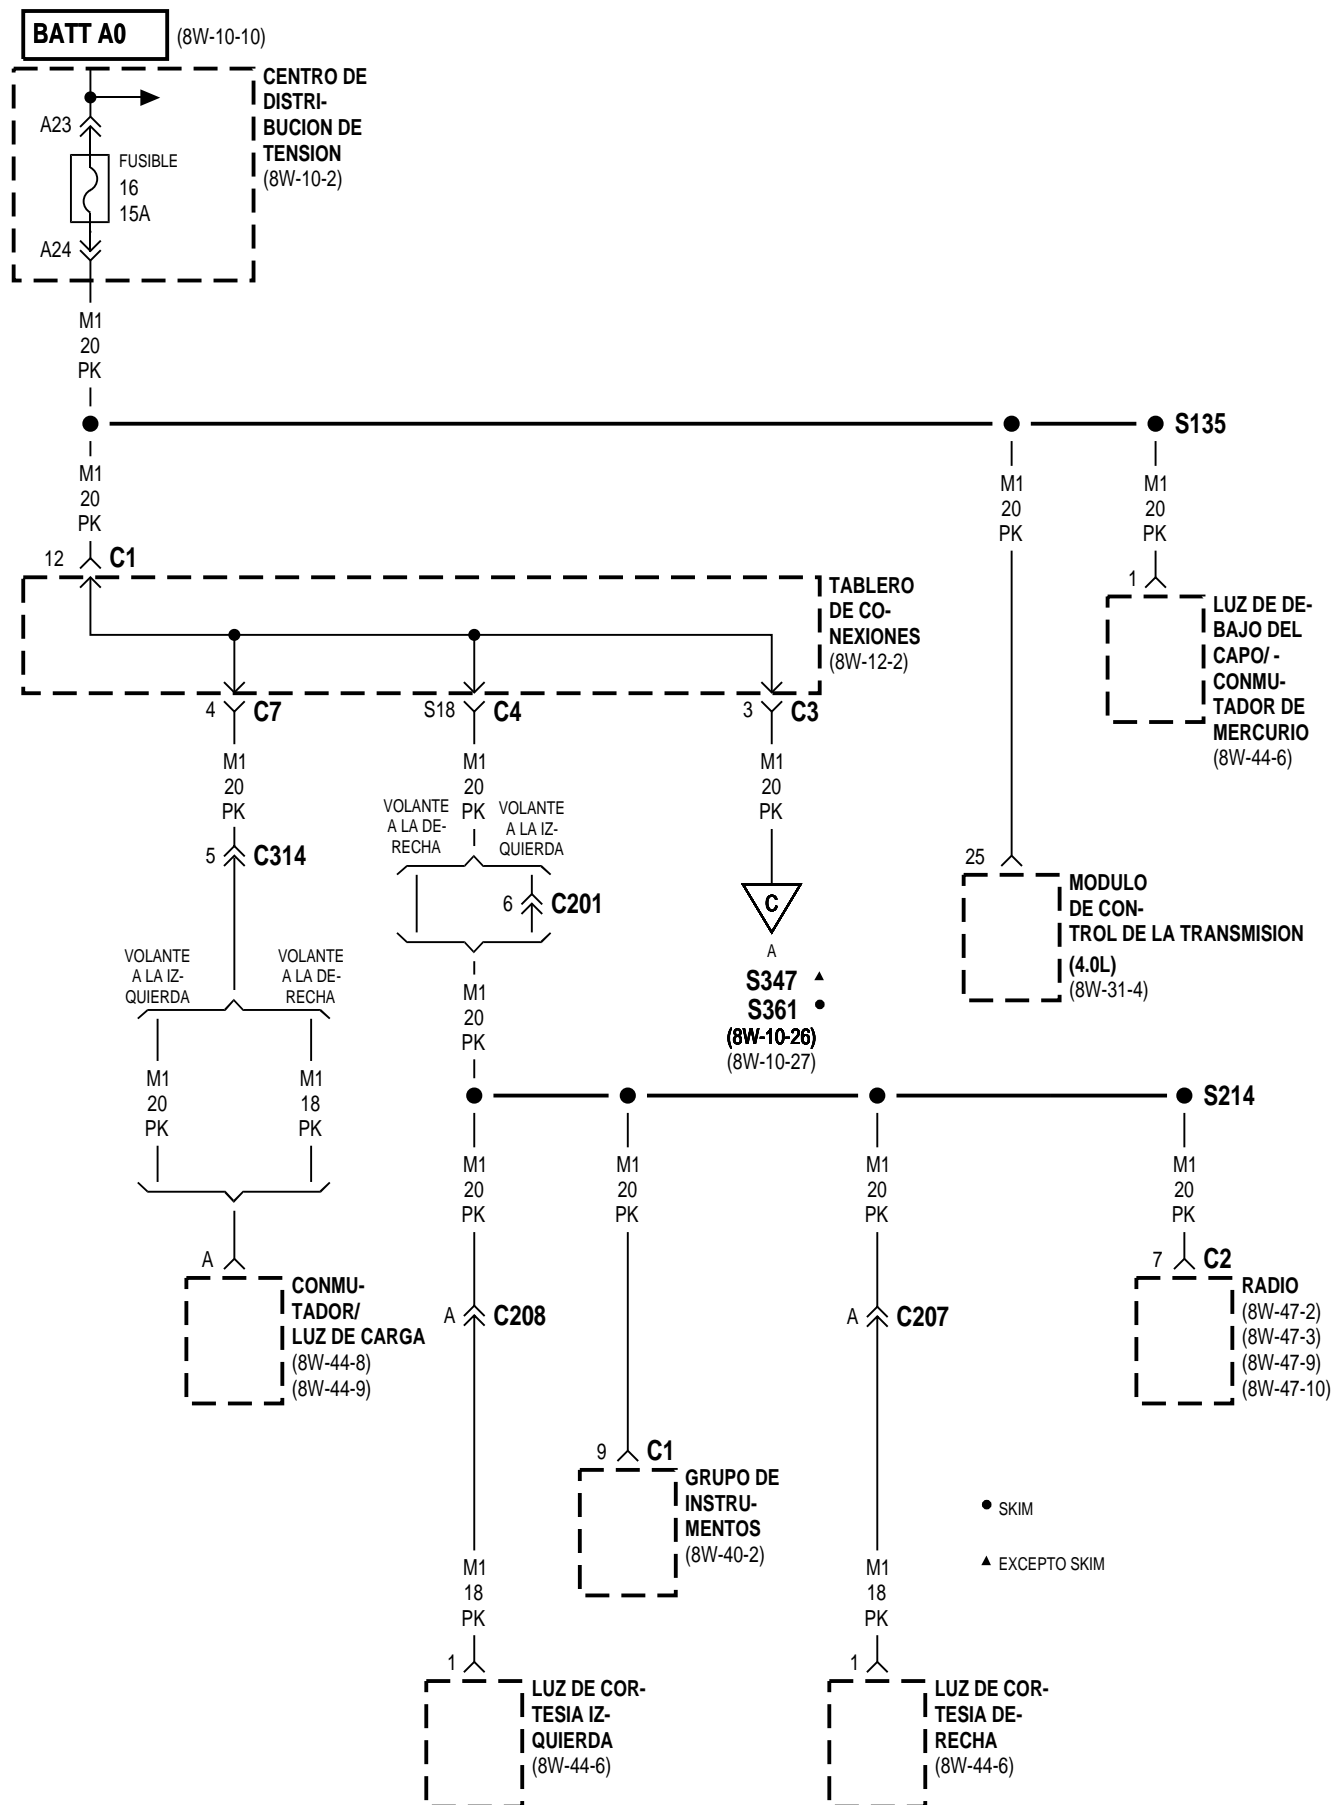 BATT A0
(8W-10-10)
CENTRO DE
DISTRI-
BUCION DE
TENSION
(8W-10-2)
A23
FUSIBLE
16
15A
A24
M1
20
PK
S135
M1
20
PK
12
C1
M1
20
PK
M1
20
PK
TABLERO
DE CO-
NEXIONES
(8W-12-2)
1
LUZ DE DE-
BAJO DEL
CAPO/ -
CONMU-
TADOR DE
MERCURIO
(8W-44-6)
4
C7
S18
C4
3
C3
M1
20
PK
M1
20
PK
M1
20
PK
VOLANTE
A LA DE-
RECHA
VOLANTE
A LA IZ-
QUIERDA
5
C314
6
C201
25
MODULO
DE CON-
TROL DE LA TRANSMISION
(4.0L)
(8W-31-4)
C
A
S347 ▲
S361 ●
(8W-10-26)
(8W-10-27)
VOLANTE
A LA IZ-
QUIERDA
VOLANTE
A LA DE-
RECHA
M1
20
PK
M1
20
PK
M1
18
PK
S214
M1
20
PK
M1
20
PK
M1
20
PK
M1
20
PK
A
CONMU-
TADOR/
LUZ DE CARGA
(8W-44-8)
(8W-44-9)
A
C208
A
C207
7
C2
RADIO
(8W-47-2)
(8W-47-3)
(8W-47-9)
(8W-47-10)
9
C1
GRUPO DE
INSTRU-
MENTOS
(8W-40-2)
● SKIM
▲ EXCEPTO SKIM
M1
18
PK
M1
18
PK
1
LUZ DE COR-
TESIA IZ-
QUIERDA
(8W-44-6)
1
LUZ DE COR-
TESIA DE-
RECHA
(8W-44-6)